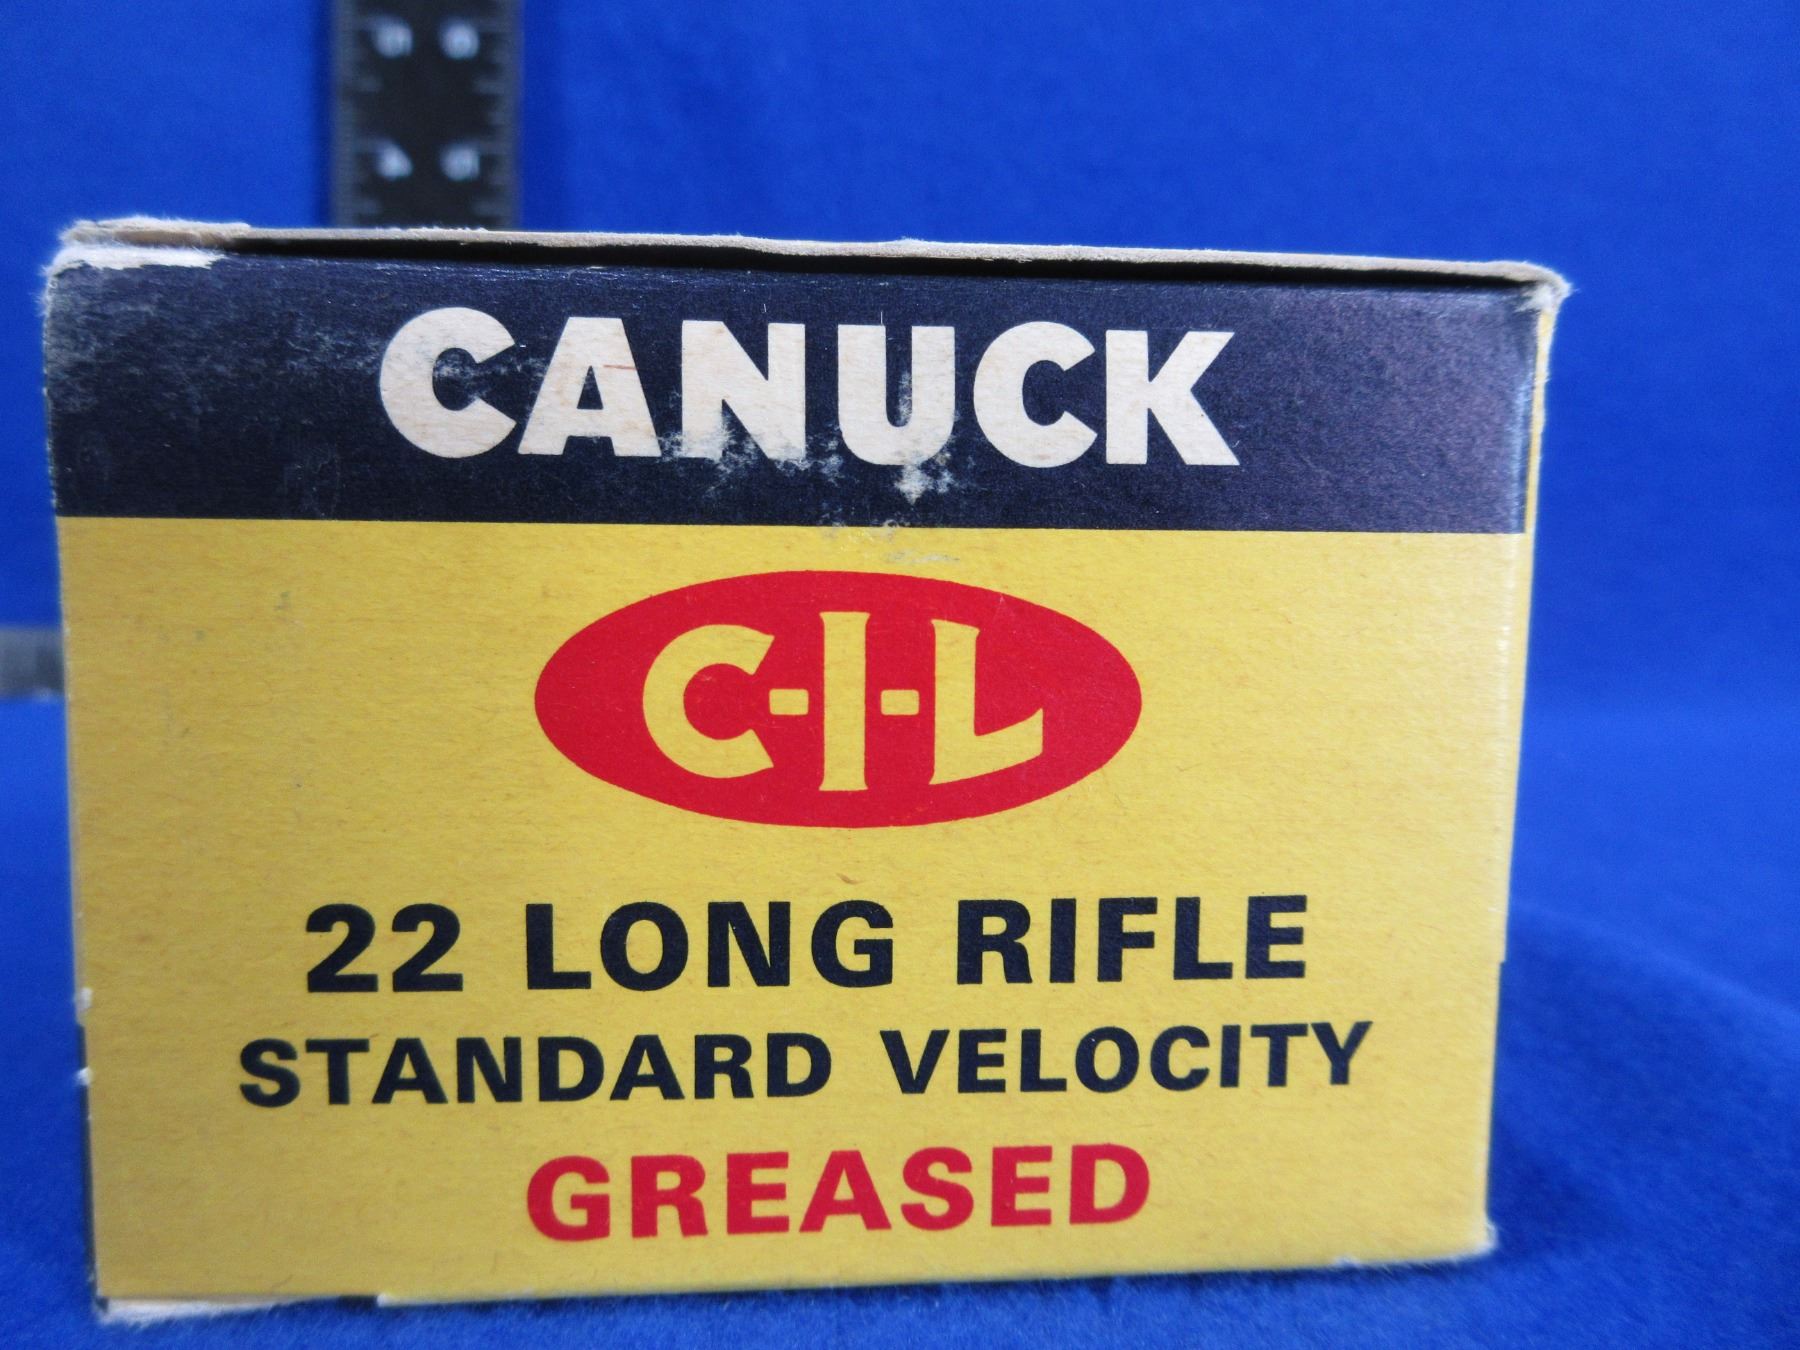 CANUCK
C-I-L
22 LONG RIFLE
STANDARD VELOCITY
GREASED